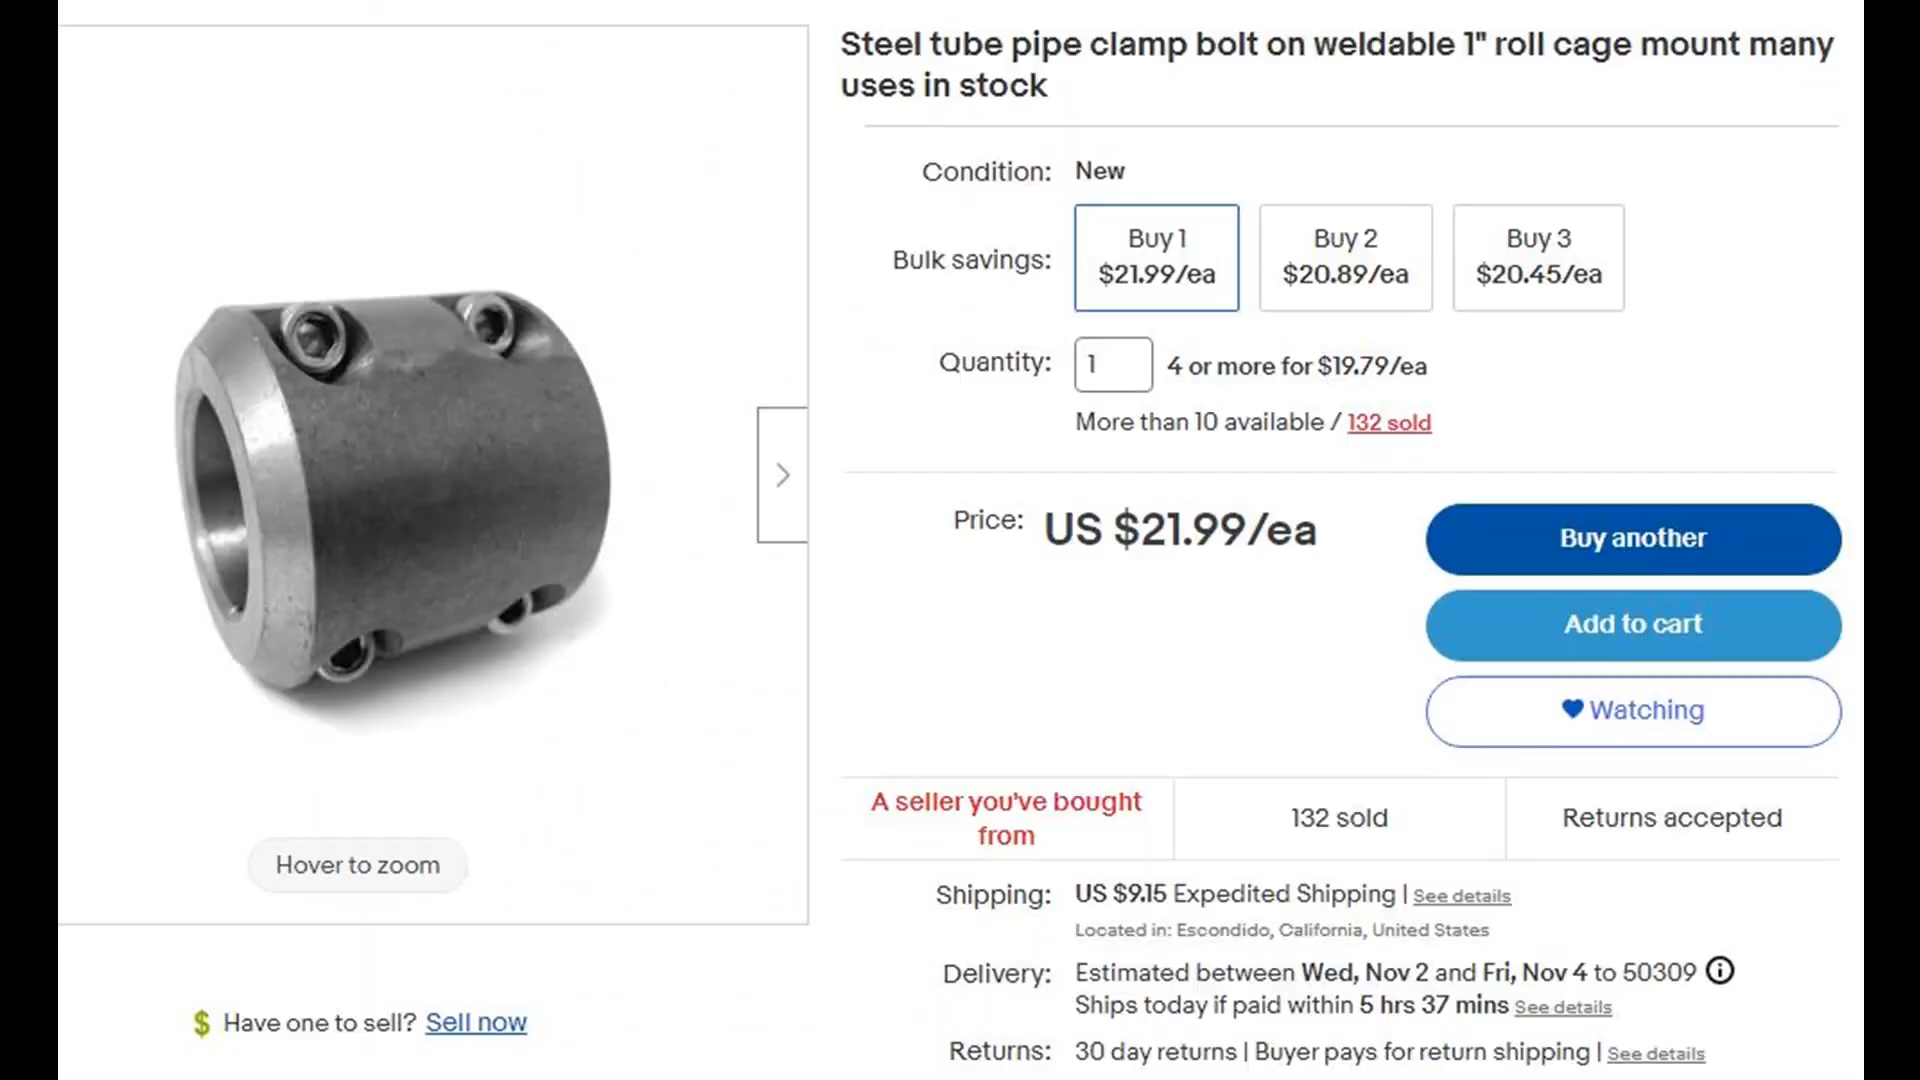 Steel tube pipe clamp bolt on weldable 1" roll cage mount many
uses in stock
Condition: New
Bulk savings:
Buy 1
$21.99/ea
Buy 2
$20.89/ea
Buy 3
$20.45/ea
Quantity: 1 4 or more for $19.79/ea
More than 10 available / 132 sold
Price: US $21.99/ea
Buy another
Add to cart
Watching
A seller you've bought
from
132 sold
Returns accepted
Hover to zoom
Shipping: US $9.15 Expedited Shipping | See details
Located in: Escondido, California, United States
Delivery: Estimated between Wed, Nov 2 and Fri, Nov 4 to 50309
Ships today if paid within 5 hrs 37 mins See details
$ Have one to sell? Sell now
Returns: 30 day returns | Buyer pays for return shipping | See details